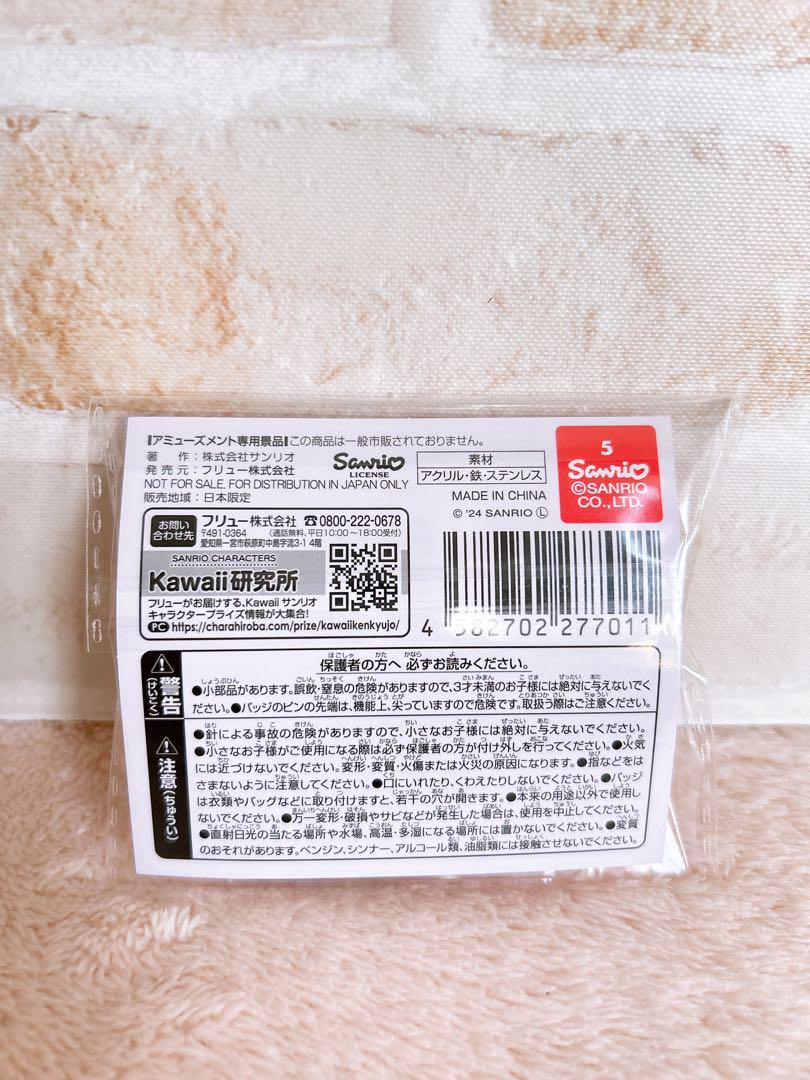 アミューズメント専用景品 この商品は一般市販されておりません。
著　作：株式会社サンリオ
発 売 元：フリュー株式会社
NOT FOR SALE, FOR DISTRIBUTION IN JAPAN ONLY
販売地域：日本限定
Sanrio
LICENSE
素材
アクリル・鉄・ステンレス
MADE IN CHINA
© '24 SANRIO Ⓛ
5
Sanrio
©SANRIO
CO.,LTD.
お問い
合わせ先
フリュー株式会社 ☎0800-222-0678
〒491-0364 （通話無料、平日10:00〜18:00受付）
愛知県一宮市萩原町中島字流3-1 4階
SANRIO CHARACTERS
Kawaii研究所
フリューがお届けする、Kawaii サンリオ
キャラクタープライズ情報が大集合!
PC https://charahiroba.com/prize/kawaiikenkyujo/
4 582702 277011
保護者の方へ 必ずお読みください。
警告(けいこく)
●小部品があります。誤飲・窒息の危険がありますので、3才未満のお子様には絶対に与えないでく
ださい。●バッジのピンの先端は、機能上、尖っていますので危険です。取扱う際はご注意ください。
注意(ちゅうい)
●針による事故の危険がありますので、小さなお子様には絶対に与えないでください。
●小さなお子様がご使用になる際は必ず保護者の方が付け外しを行ってください。●火気
には近づけないでください。変形・変質・火傷または火災の原因になります。●指などをは
さまないように注意してください。●口にいれたり、くわえたりしないでください。●バッジ
は衣類やバッグなどに取り付けますと、若干の穴が開きます。●本来の用途以外で使用し
ないでください。●万一変形・破損やサビなどが発生した場合は、使用を中止してください。
●直射日光の当たる場所や水場、高温・多湿になる場所には置かないでください。●変質
のおそれがあります。ベンジン、シンナー、アルコール類、油脂類には接触させないでください。